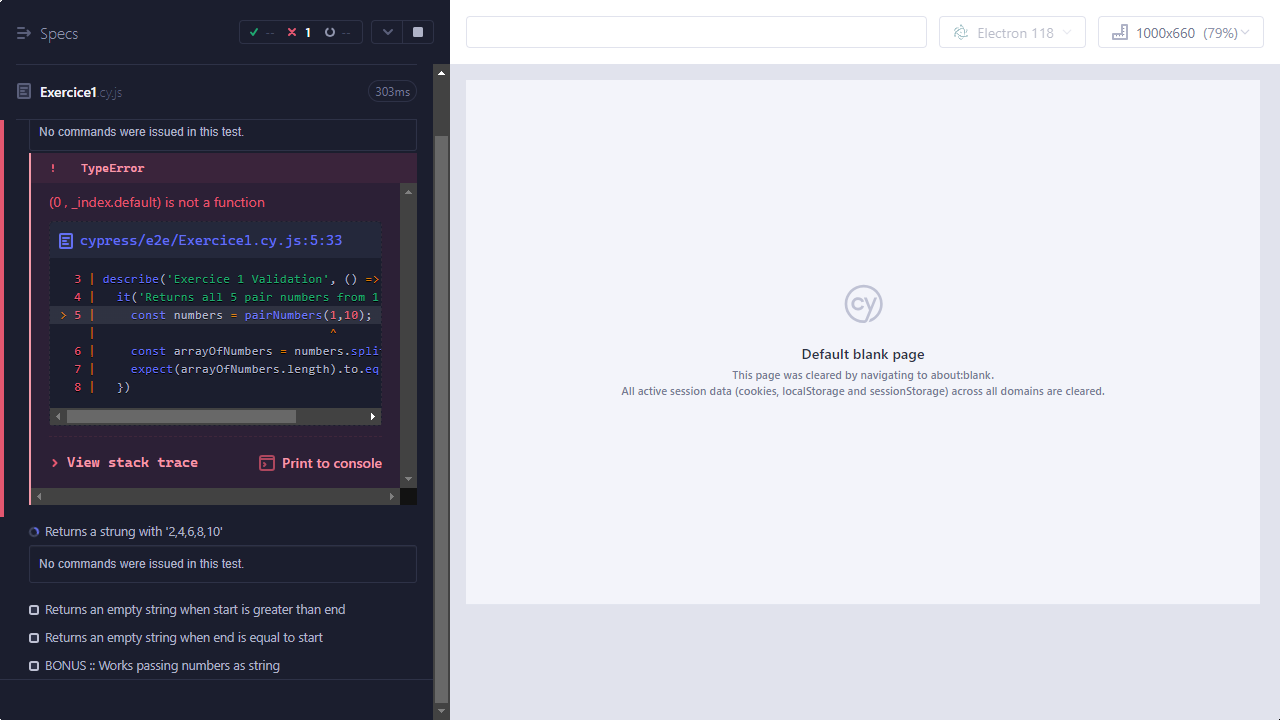 Specs
-- 1 --
Electron 118
1000x660 (79%)
Exercice1.cy.js
303ms
No commands were issued in this test.
! TypeError
(0 , _index.default) is not a function
cypress/e2e/Exercice1.cy.js:5:33
3 | describe('Exercice 1 Validation', () =>
4 | it('Returns all 5 pair numbers from 1
> 5 | const numbers = pairNumbers(1,10);
| ^
6 | const arrayOfNumbers = numbers.spli
7 | expect(arrayOfNumbers.length).to.eq
8 | })
View stack trace
Print to console
Returns a strung with '2,4,6,8,10'
No commands were issued in this test.
Returns an empty string when start is greater than end
Returns an empty string when end is equal to start
BONUS :: Works passing numbers as string
cy
Default blank page
This page was cleared by navigating to about:blank.
All active session data (cookies, localStorage and sessionStorage) across all domains are cleared.